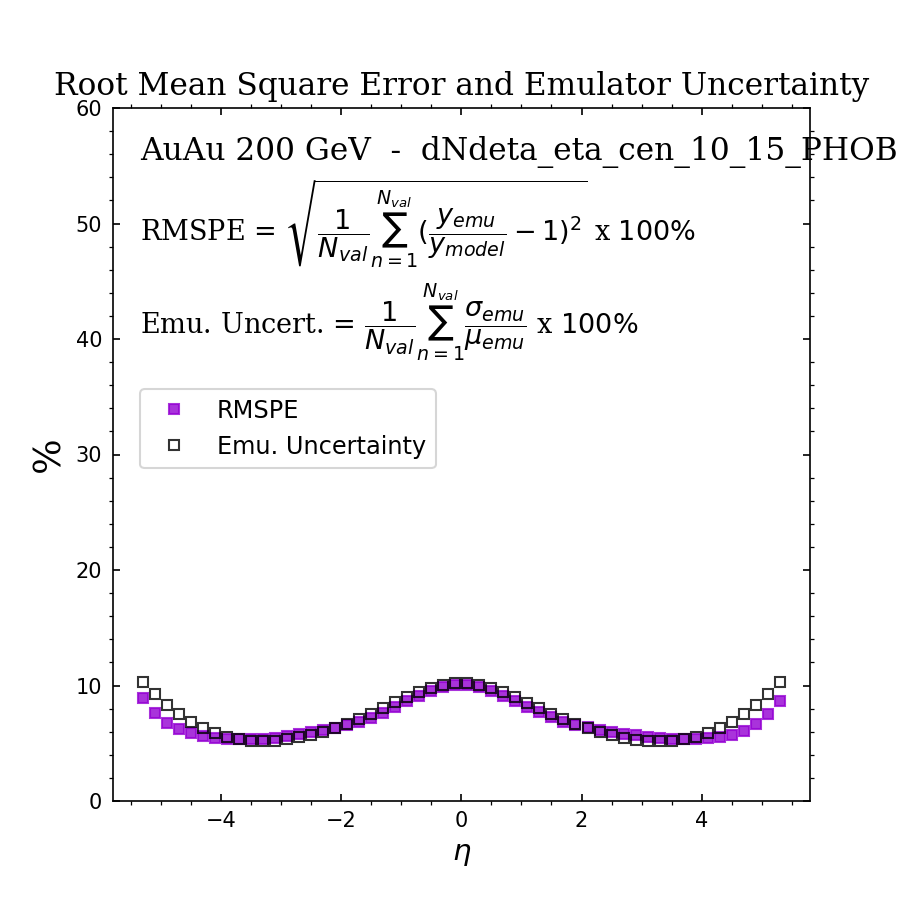 Root Mean Square Error and Emulator Uncertainty
AuAu 200 GeV - dNdeta_eta_cen_10_15_PHOB
RMSPE = √(1/N_val ∑_{n=1}^{N_val} (y_emu/y_model − 1)²) x 100%
Emu. Uncert. = 1/N_val ∑_{n=1}^{N_val} σ_emu/μ_emu x 100%
RMSPE
Emu. Uncertainty
%
60
50
40
30
20
10
0
−4 −2 0 2 4
η